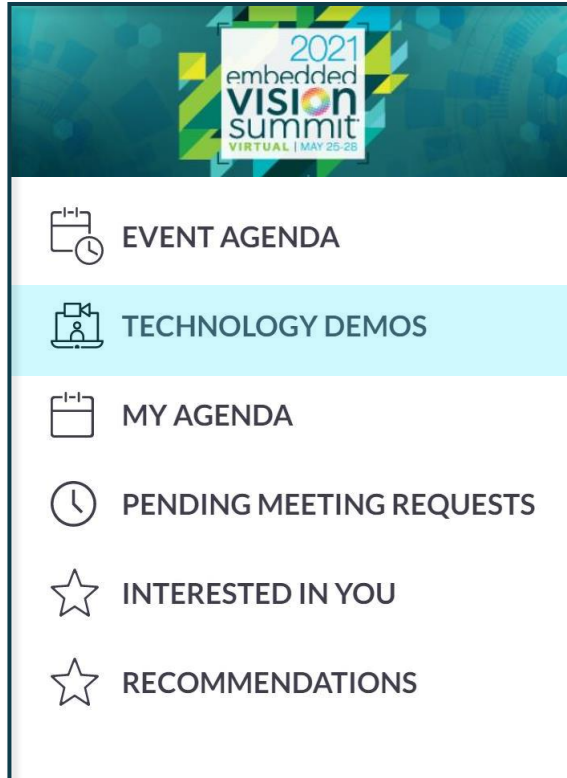 2021
embedded
VISION
summit
VIRTUAL | MAY 25-28
EVENT AGENDA
TECHNOLOGY DEMOS
MY AGENDA
PENDING MEETING REQUESTS
INTERESTED IN YOU
RECOMMENDATIONS